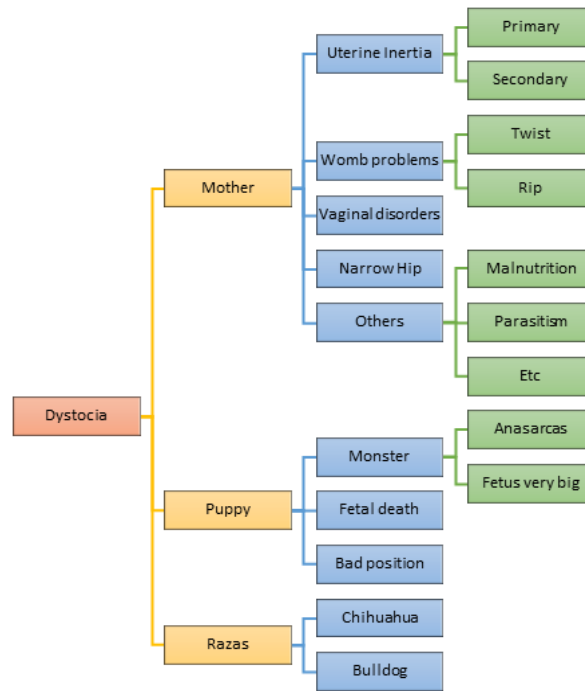 Dystocia
Mother
Uterine Inertia
Primary
Secondary
Womb problems
Twist
Rip
Vaginal disorders
Narrow Hip
Others
Malnutrition
Parasitism
Etc
Puppy
Monster
Anasarcas
Fetus very big
Fetal death
Bad position
Razas
Chihuahua
Bulldog